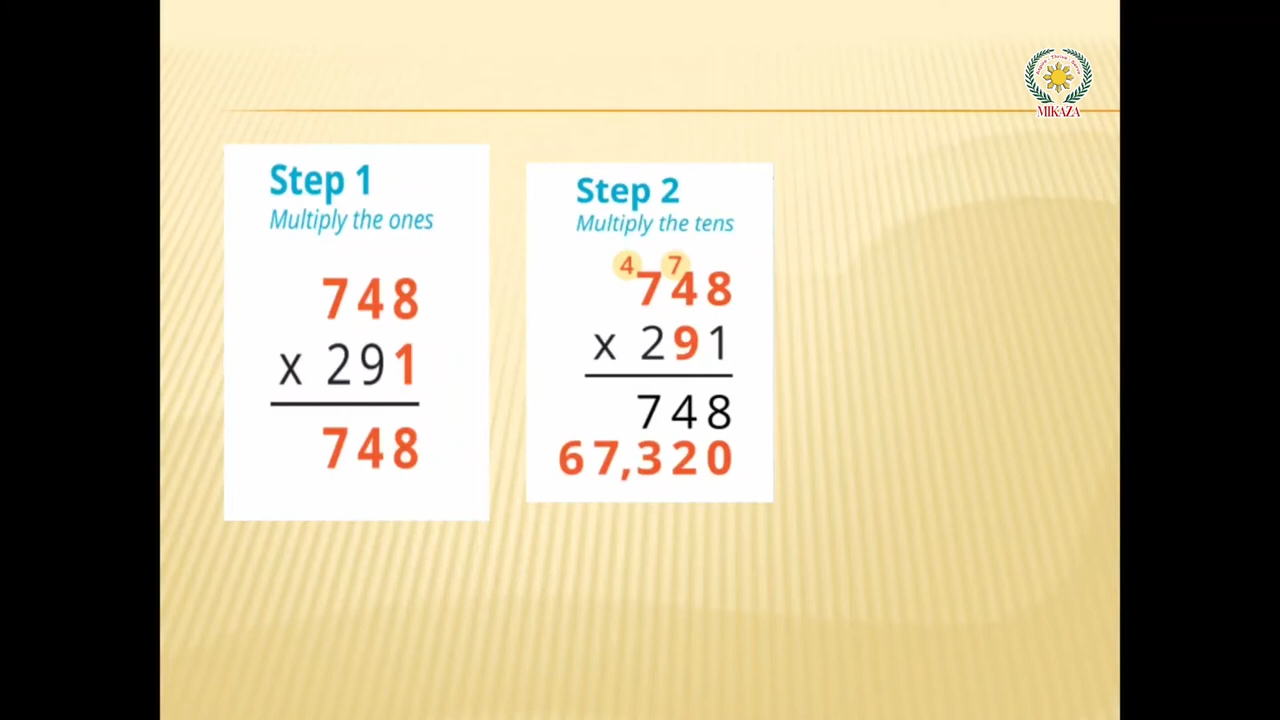 MIKAZA
Step 1
Multiply the ones
748
x 291
748
Step 2
Multiply the tens
4 7
748
x 291
748
67,320